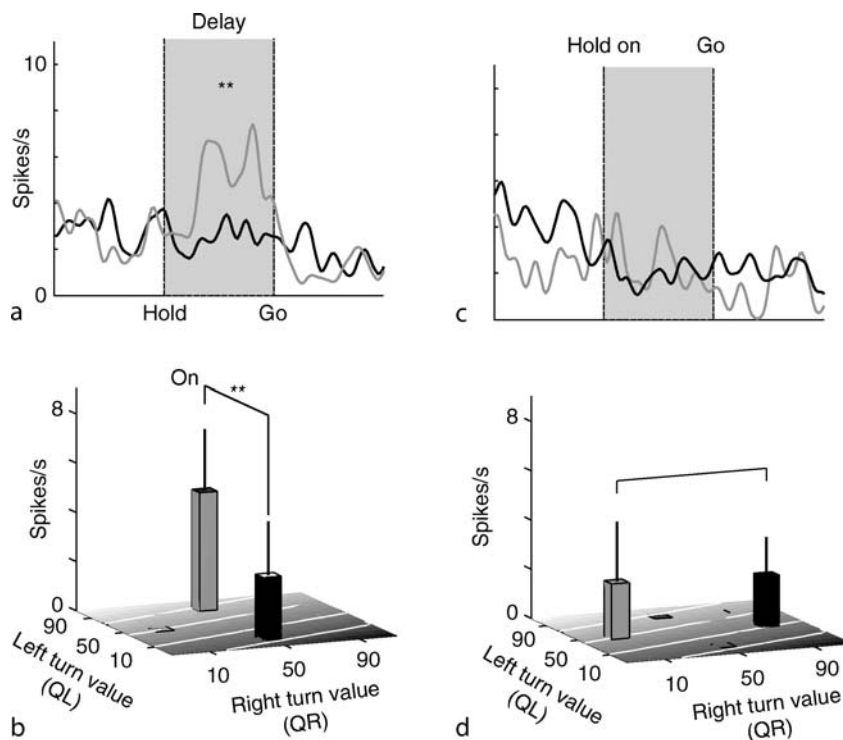 Delay
10
**
Spikes/s
0
Hold
Go
a
Hold on
Go
c
On
**
8
Spikes/s
4
0
90
50
10
Left turn value
(QL)
10
50
90
Right turn value
(QR)
b
8
Spikes/s
4
0
90
50
10
Left turn value
(QL)
10
50
90
Right turn value
(QR)
d